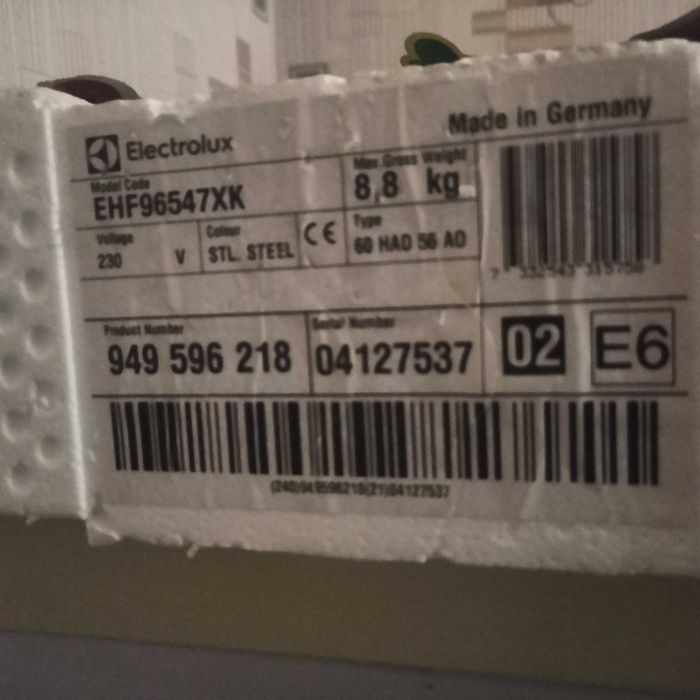 Made in Germany
Electrolux
Model Code
EHF96547XK
Max.Gross Weight
8,8 kg
Voltage
230 V
Colour
STL. STEEL
CE
Type
60 HAD 56 AO
Product Number
949 596 218
Serial Number
04127537
02
E6
(240)949596218(21)04127537